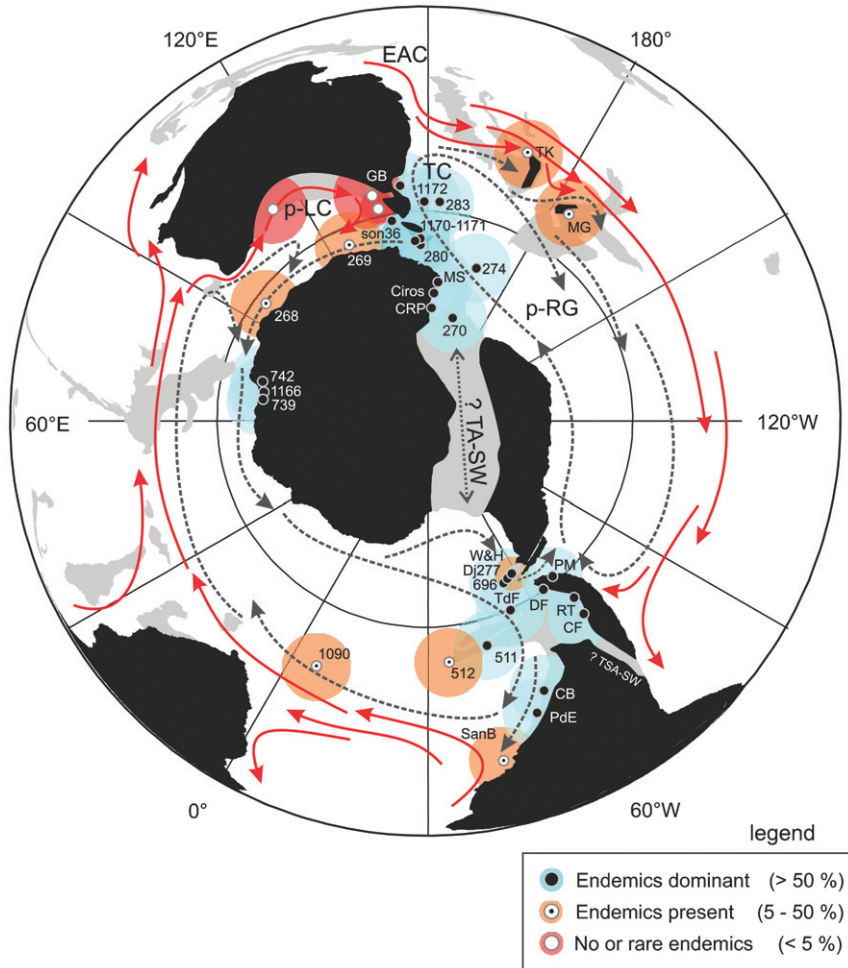 120°E
EAC
180°
TK
GB
TC
1172
283
MG
p-LC
son36
1170-1171
269
280
274
MS
Ciros
CRP
p-RG
268
270
742
1166
739
60°E
? TA-SW
120°W
W&H
Dj277
696
PM
TdF
DF
RT
CF
? TSA-SW
1090
512
511
CB
PdE
SanB
0°
60°W
legend
Endemics dominant (> 50 %)
Endemics present (5 - 50 %)
No or rare endemics (< 5 %)